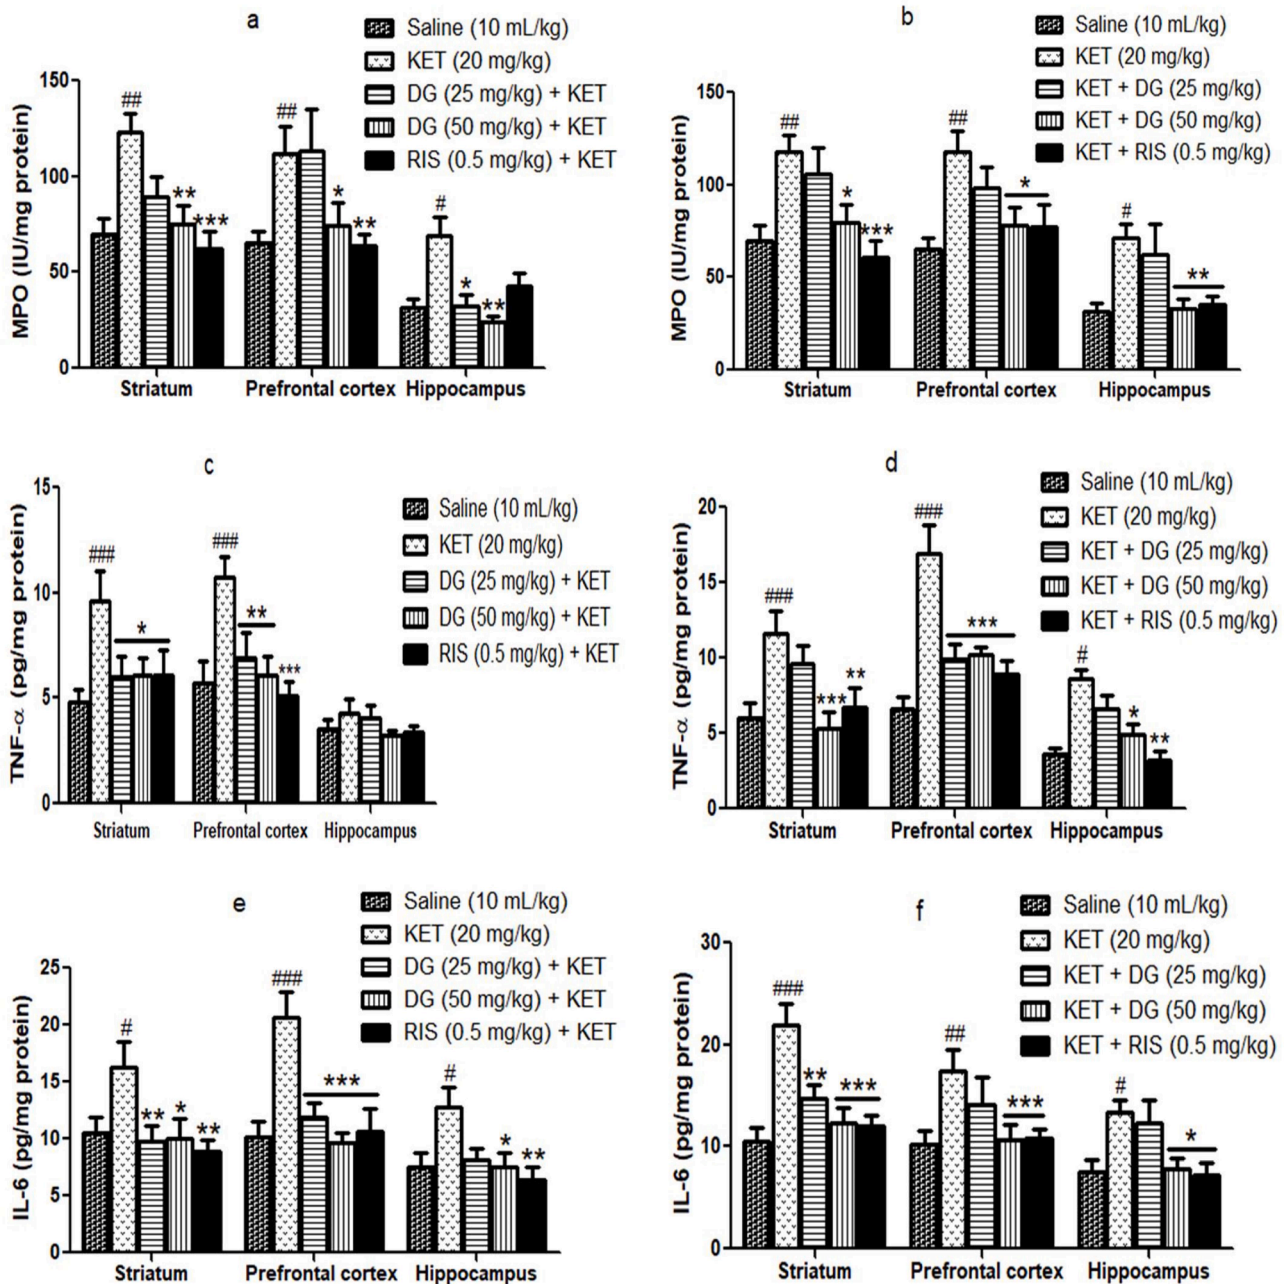 a
Saline (10 mL/kg)
KET (20 mg/kg)
DG (25 mg/kg) + KET
DG (50 mg/kg) + KET
RIS (0.5 mg/kg) + KET
MPO (IU/mg protein)
150
100
50
0
##
**
***
##
*
**
#
*
**
Striatum
Prefrontal cortex
Hippocampus
b
Saline (10 mL/kg)
KET (20 mg/kg)
KET + DG (25 mg/kg)
KET + DG (50 mg/kg)
KET + RIS (0.5 mg/kg)
MPO (IU/mg protein)
150
100
50
0
##
*
***
##
*
#
**
Striatum
Prefrontal cortex
Hippocampus
c
Saline (10 mL/kg)
KET (20 mg/kg)
DG (25 mg/kg) + KET
DG (50 mg/kg) + KET
RIS (0.5 mg/kg) + KET
TNF-α (pg/mg protein)
15
10
5
0
###
*
###
**
***
Striatum
Prefrontal cortex
Hippocampus
d
Saline (10 mL/kg)
KET (20 mg/kg)
KET + DG (25 mg/kg)
KET + DG (50 mg/kg)
KET + RIS (0.5 mg/kg)
TNF-α (pg/mg protein)
20
15
10
5
0
###
***
**
###
***
#
*
**
Striatum
Prefrontal cortex
Hippocampus
e
Saline (10 mL/kg)
KET (20 mg/kg)
DG (25 mg/kg) + KET
DG (50 mg/kg) + KET
RIS (0.5 mg/kg) + KET
IL-6 (pg/mg protein)
25
20
15
10
5
0
#
**
*
**
###
***
#
*
**
Striatum
Prefrontal cortex
Hippocampus
f
Saline (10 mL/kg)
KET (20 mg/kg)
KET + DG (25 mg/kg)
KET + DG (50 mg/kg)
KET + RIS (0.5 mg/kg)
IL-6 (pg/mg protein)
30
20
10
0
###
**
***
##
***
#
*
Striatum
Prefrontal cortex
Hippocampus